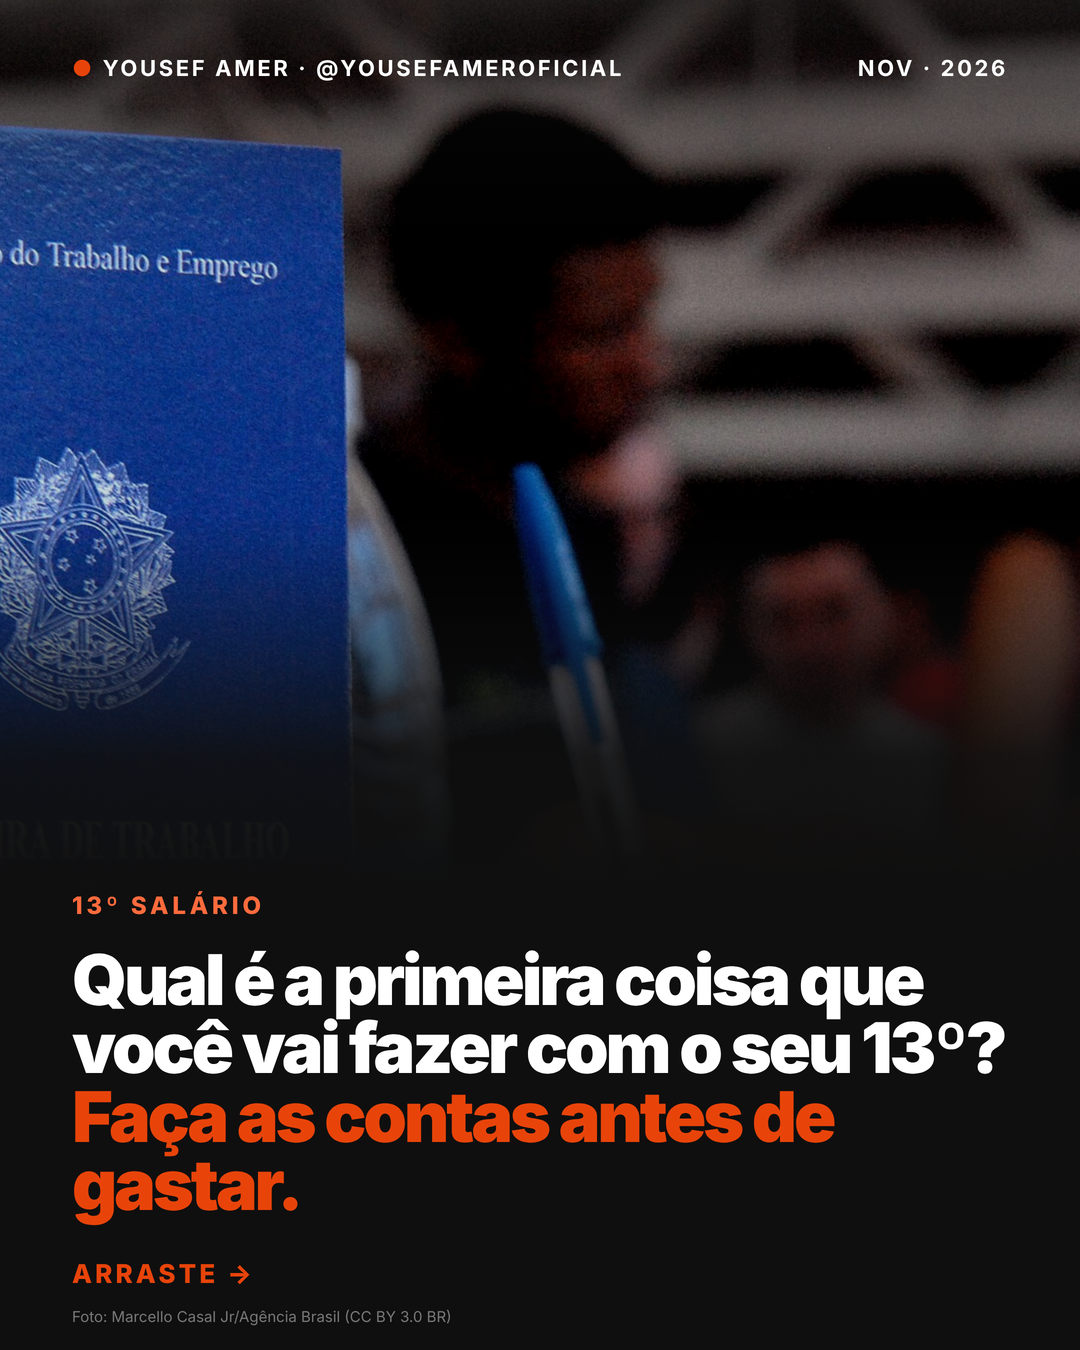 YOUSEF AMER · @YOUSEFAMEROFICIAL
NOV · 2026
do Trabalho e Emprego
DE TRABALHO
13º SALÁRIO
Qual é a primeira coisa que
você vai fazer com o seu 13º?
Faça as contas antes de
gastar.
ARRASTE →
Foto: Marcello Casal Jr/Agência Brasil (CC BY 3.0 BR)